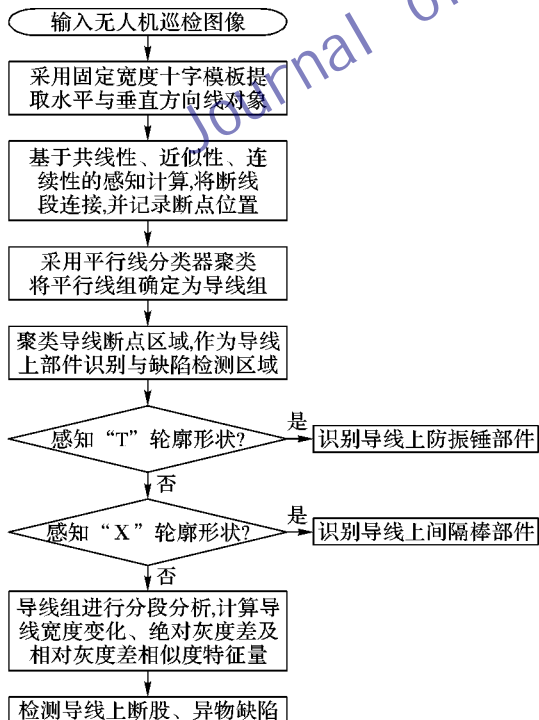 Journal of
输入无人机巡检图像
采用固定宽度十字模板提
取水平与垂直方向线对象
基于共线性、近似性、连
续性的感知计算,将断线
段连接,并记录断点位置
采用平行线分类器聚类
将平行线组确定为导线组
聚类导线断点区域,作为导线
上部件识别与缺陷检测区域
感知“T”轮廓形状?
是
识别导线上防振锤部件
否
感知“X”轮廓形状?
是
识别导线上间隔棒部件
否
导线组进行分段分析,计算导
线宽度变化、绝对灰度差及
相对灰度差相似度特征量
检测导线上断股、异物缺陷